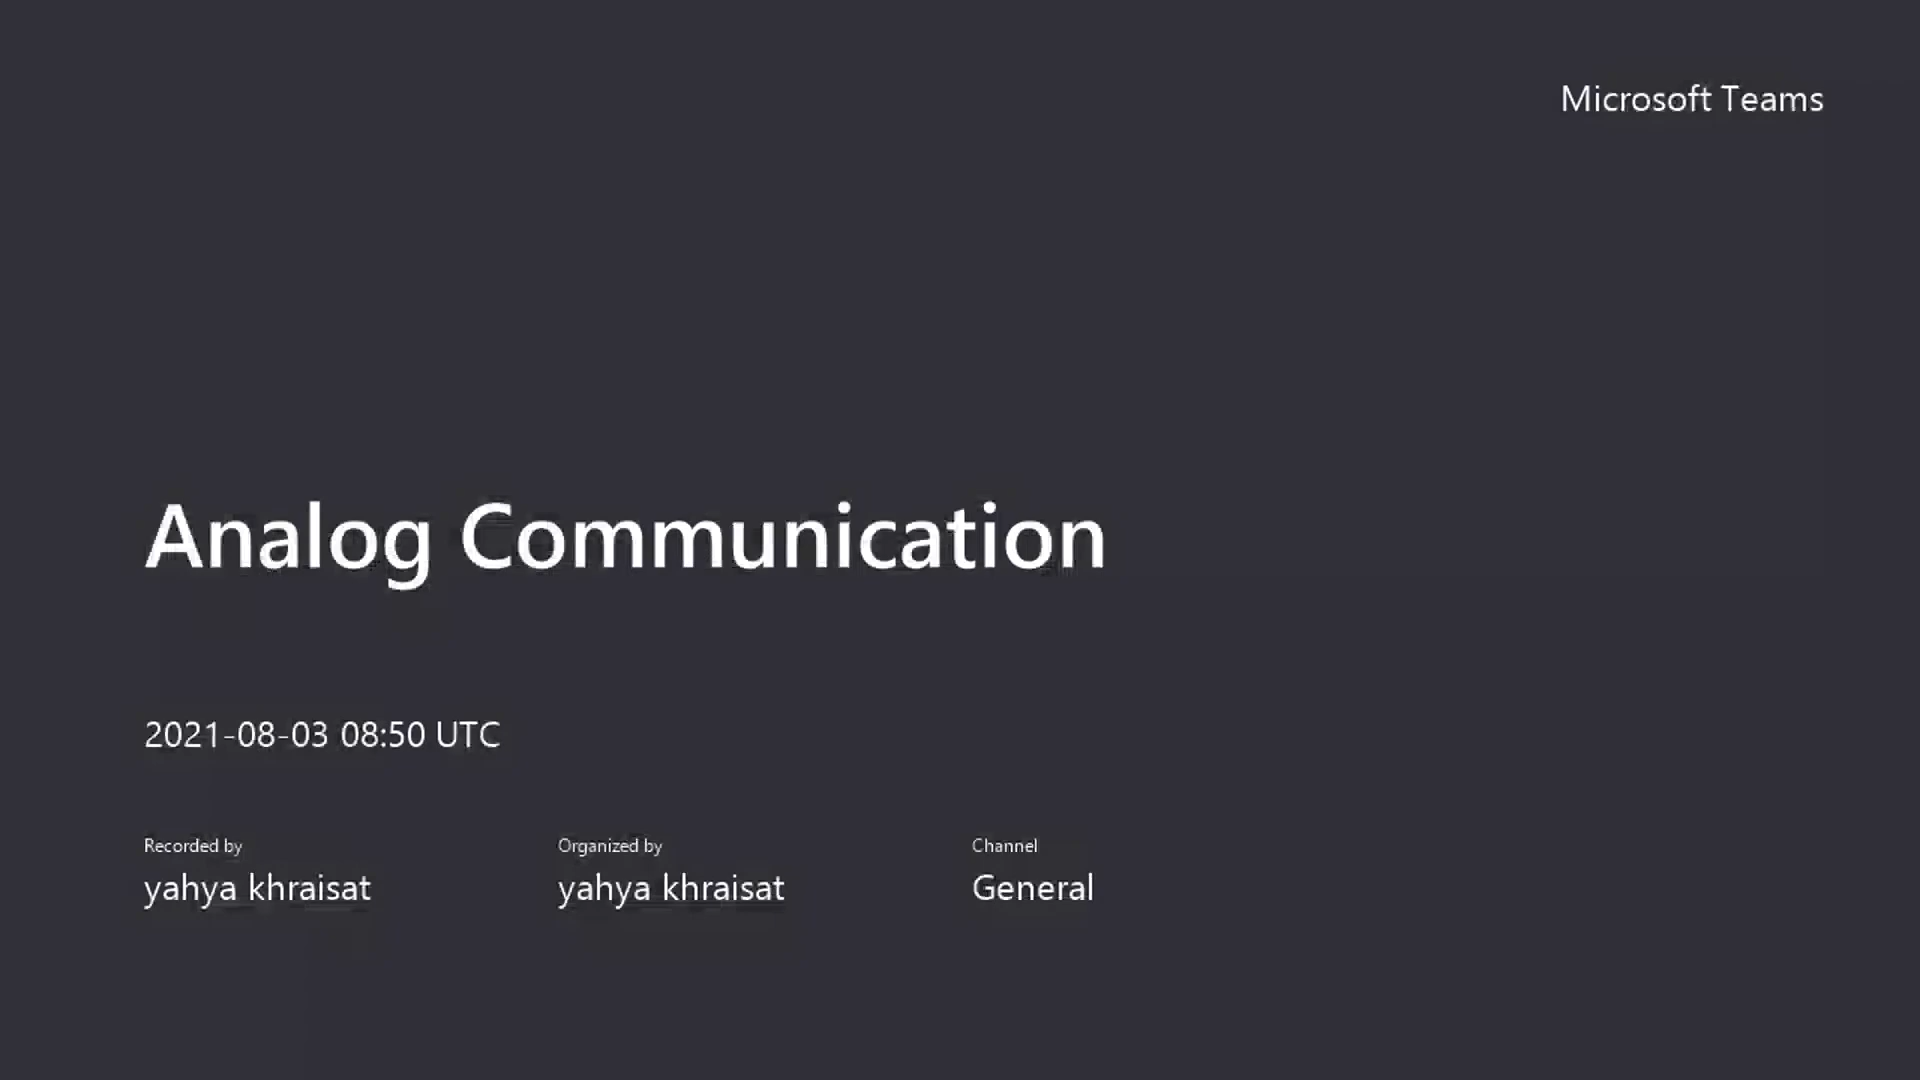 Microsoft Teams
Analog Communication
2021-08-03 08:50 UTC
Recorded by
yahya khraisat
Organized by
yahya khraisat
Channel
General